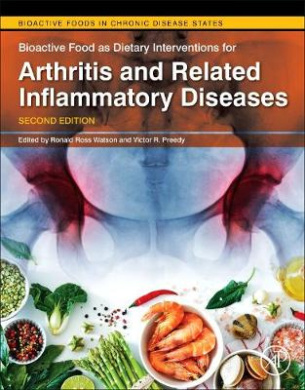 BIOACTIVE FOODS IN CHRONIC DISEASE STATES
Bioactive Food as Dietary Interventions for
Arthritis and Related
Inflammatory Diseases
SECOND EDITION
Edited by Ronald Ross Watson and Victor R. Preedy